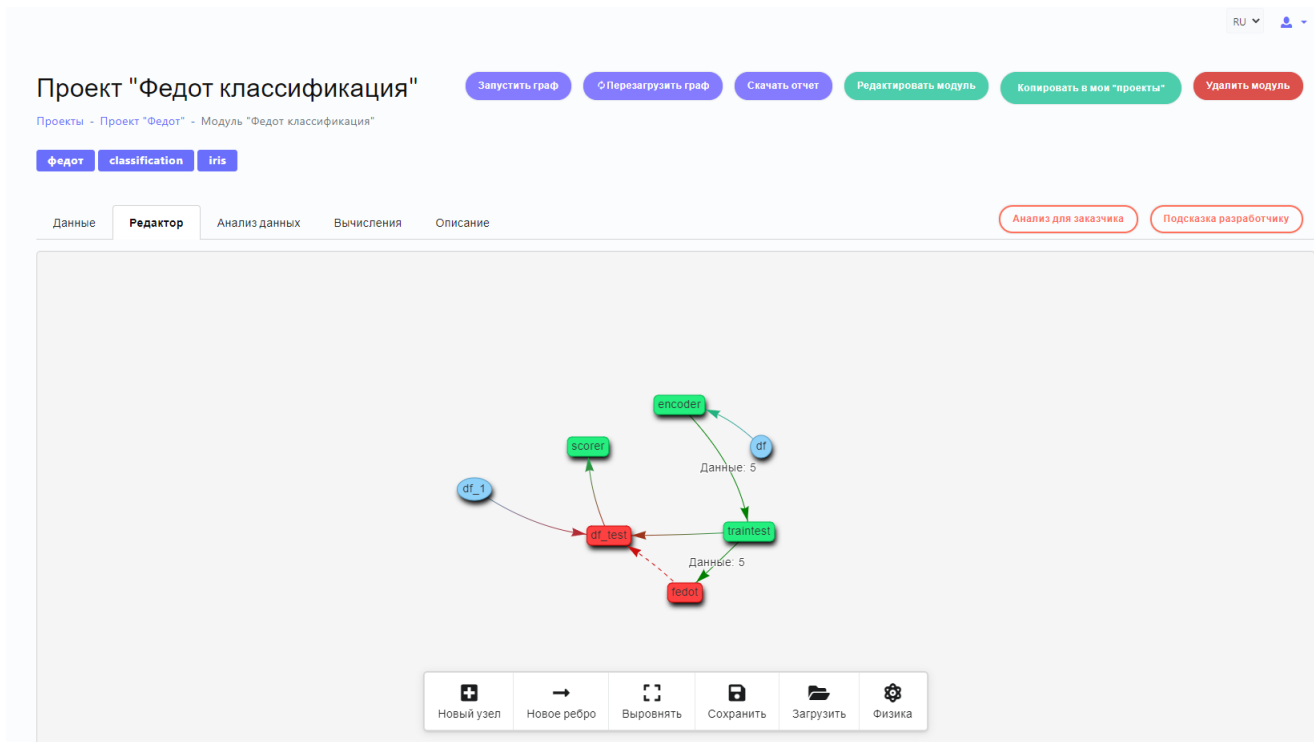 RU
Проект "Федот классификация"
Запустить граф
Перезагрузить граф
Скачать отчет
Редактировать модуль
Копировать в мои "проекты"
Удалить модуль
Проекты - Проект "Федот" - Модуль "Федот классификация"
федот
classification
iris
Данные
Редактор
Анализ данных
Вычисления
Описание
Анализ для заказчика
Подсказка разработчику
encoder
scorer
df
Данные: 5
df_1
df_test
traintest
Данные: 5
fedot
Новый узел
Новое ребро
Выровнять
Сохранить
Загрузить
Физика